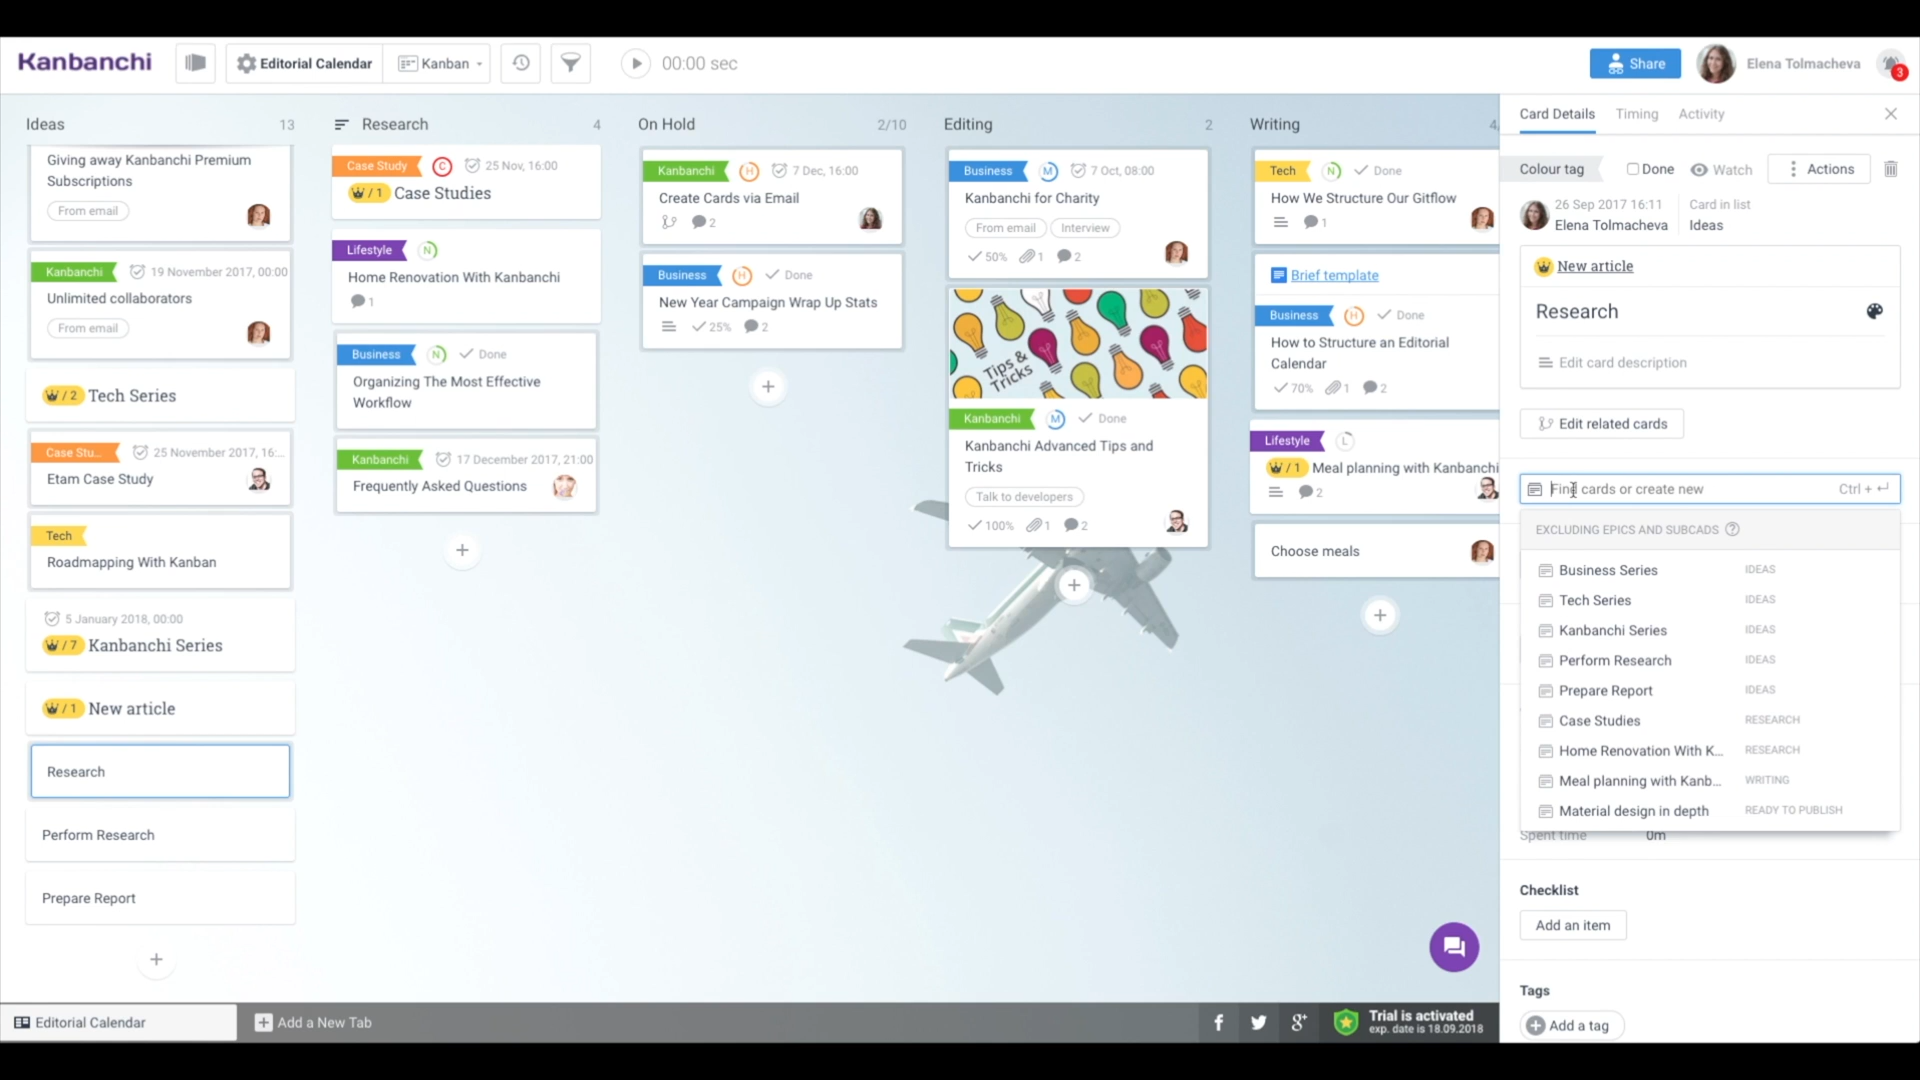 Kanbanchi
Editorial Calendar
Kanban
00:00 sec
Share
Elena Tolmacheva
3
Ideas 13
Giving away Kanbanchi Premium
Subscriptions
From email
Kanbanchi 19 November 2017, 00:00
Unlimited collaborators
From email
/ 2 Tech Series
Case Stu... 25 November 2017, 16:...
Etam Case Study
Tech
Roadmapping With Kanban
5 January 2018, 00:00
/ 7 Kanbanchi Series
/ 1 New article
Research
Perform Research
Prepare Report
Research 4
Case Study C 25 Nov, 16:00
/ 1 Case Studies
Lifestyle N
Home Renovation With Kanbanchi
1
Business N Done
Organizing The Most Effective
Workflow
Kanbanchi 17 December 2017, 21:00
Frequently Asked Questions
On Hold 2/10
Kanbanchi H 7 Dec, 16:00
Create Cards via Email
2
Business H Done
New Year Campaign Wrap Up Stats
25% 2
Editing 2
Business M 7 Oct, 08:00
Kanbanchi for Charity
From email Interview
50% 1 2
Tips &
Tricks
Kanbanchi M Done
Kanbanchi Advanced Tips and
Tricks
Talk to developers
100% 1 2
Writing 4/
Tech N Done
How We Structure Our Gitflow
1
Brief template
Business H Done
How to Structure an Editorial
Calendar
70% 1 2
Lifestyle L
/ 1 Meal planning with Kanbanchi
2
Choose meals
Card Details Timing Activity
Colour tag Done Watch Actions
26 Sep 2017 16:11
Elena Tolmacheva
Card in list
Ideas
New article
Research
Edit card description
Edit related cards
Find cards or create new Ctrl + ↵
EXCLUDING EPICS AND SUBCADS ?
Business Series IDEAS
Tech Series IDEAS
Kanbanchi Series IDEAS
Perform Research IDEAS
Prepare Report IDEAS
Case Studies RESEARCH
Home Renovation With K... RESEARCH
Meal planning with Kanb... WRITING
Material design in depth READY TO PUBLISH
Spent time 0m
Checklist
Add an item
Tags
Add a tag
Editorial Calendar
Add a New Tab
f
g+
Trial is activated
exp. date is 18.09.2018